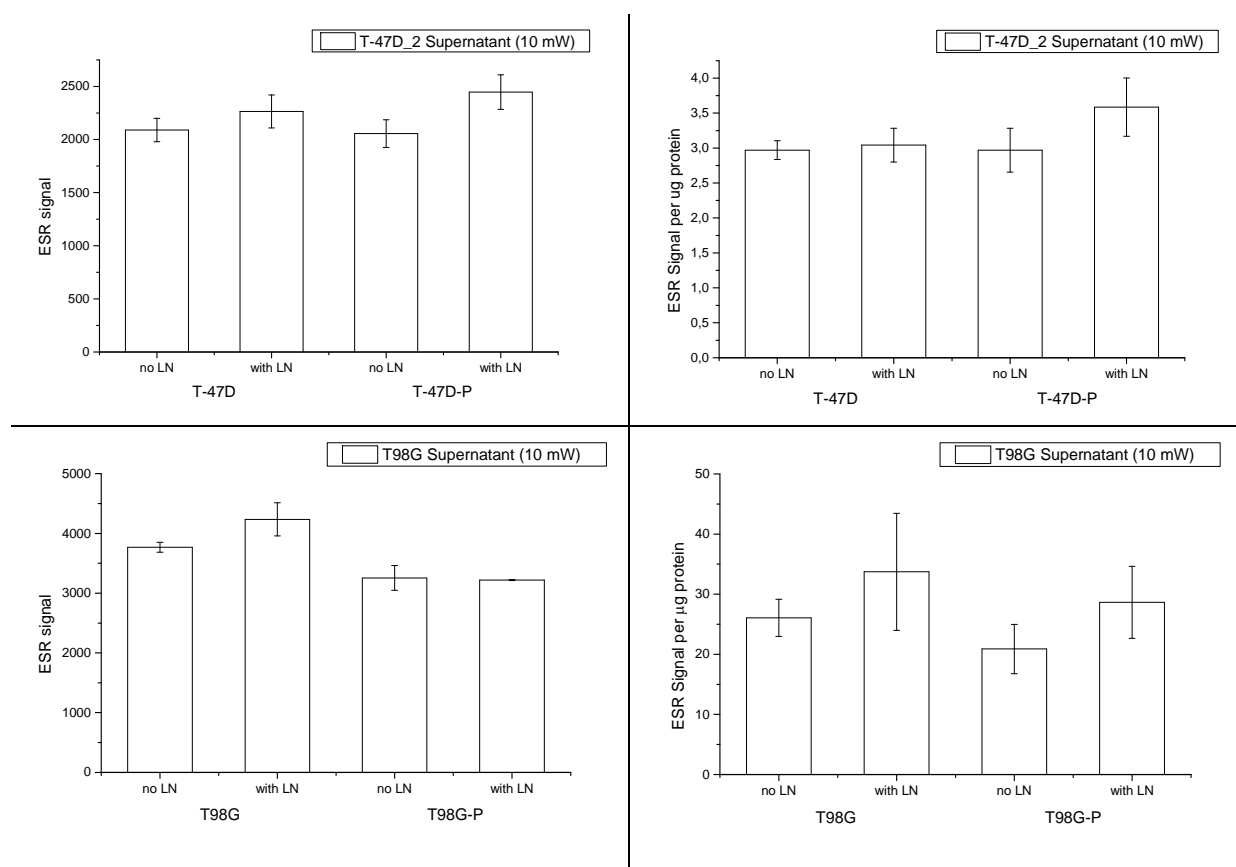 T-47D_2 Supernatant (10 mW)
2500
2000
1500
1000
500
0
ESR signal
no LN with LN no LN with LN
T-47D T-47D-P
T-47D_2 Supernatant (10 mW)
4,0
3,5
3,0
2,5
2,0
1,5
1,0
0,5
0,0
ESR Signal per ug protein
no LN with LN no LN with LN
T-47D T-47D-P
T98G Supernatant (10 mW)
5000
4000
3000
2000
1000
0
ESR signal
no LN with LN no LN with LN
T98G T98G-P
T98G Supernatant (10 mW)
50
40
30
20
10
0
ESR Signal per μg protein
no LN with LN no LN with LN
T98G T98G-P